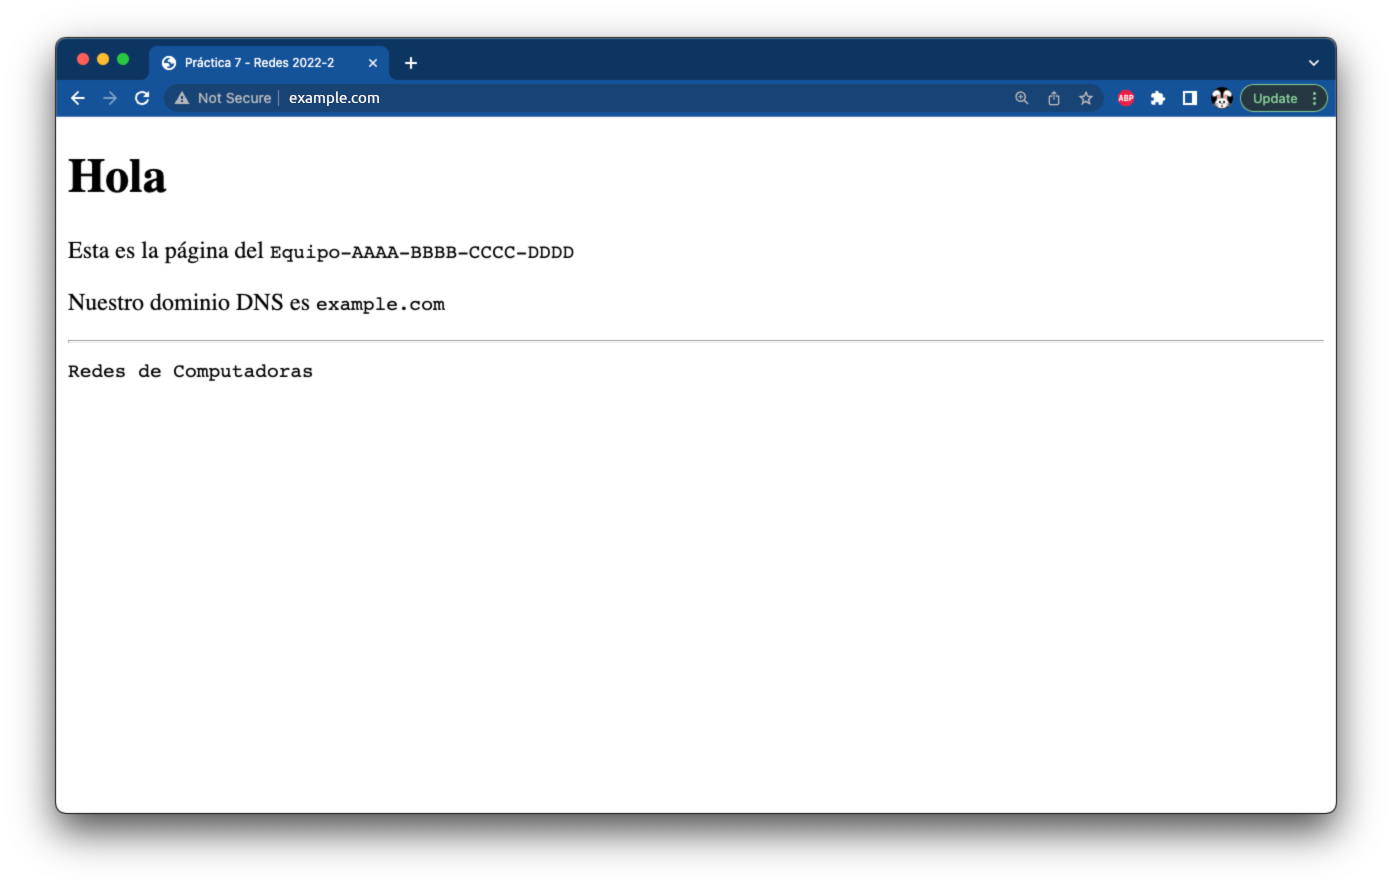 Práctica 7 - Redes 2022-2
Not Secure example.com
ABP
Update
Hola
Esta es la página del Equipo-AAAA-BBBB-CCCC-DDDD
Nuestro dominio DNS es example.com
Redes de Computadoras